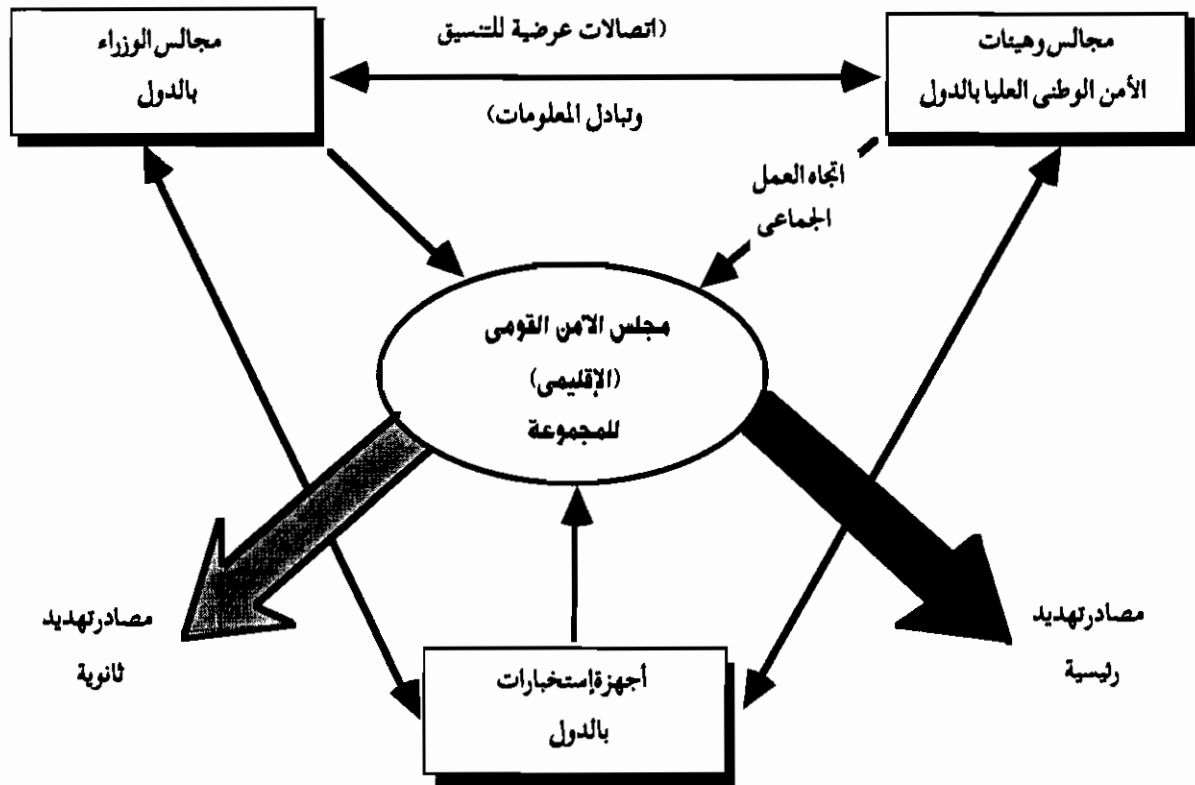 مجالس وهيئات
الأمن الوطنى العليا بالدول
(اتصالات عرضية للتنسيق
وتبادل المعلومات)
مجالس الوزراء
بالدول
اتجاه العمل
الجماعى
مجلس الأمن القومى
(الإقليمى)
للمجموعة
مصادر تهديد
رئيسية
مصادر تهديد
ثانوية
أجهزة إستخبارات
بالدول